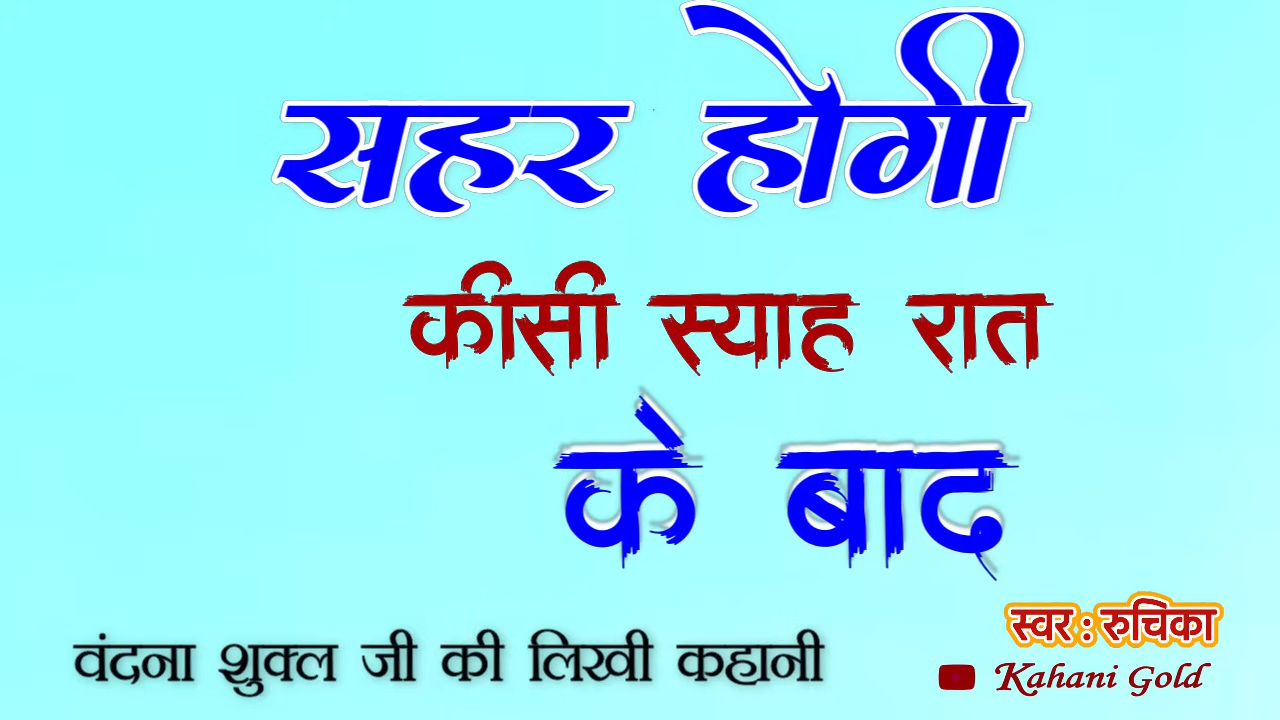 सहर होगी
कीसी स्याह रात
के बाद
स्वर : रुचिका
वंदना शुक्ल जी की लिखी कहानी
Kahani Gold